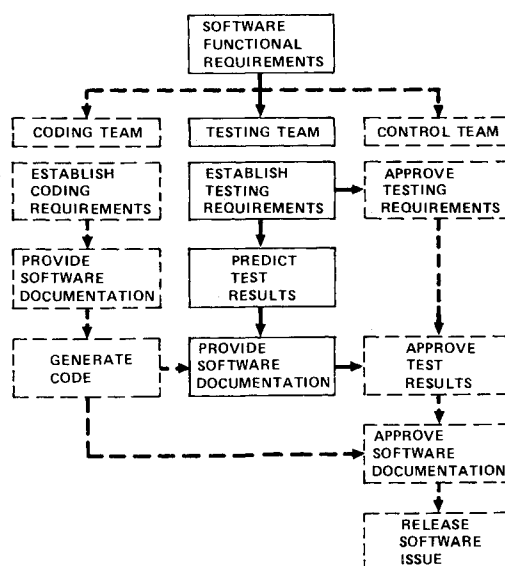 SOFTWARE
FUNCTIONAL
REQUIREMENTS
CODING TEAM
TESTING TEAM
CONTROL TEAM
ESTABLISH
CODING
REQUIREMENTS
ESTABLISH
TESTING
REQUIREMENTS
APPROVE
TESTING
REQUIREMENTS
PROVIDE
SOFTWARE
DOCUMENTATION
PREDICT
TEST
RESULTS
GENERATE
CODE
PROVIDE
SOFTWARE
DOCUMENTATION
APPROVE
TEST
RESULTS
APPROVE
SOFTWARE
DOCUMENTATION
RELEASE
SOFTWARE
ISSUE